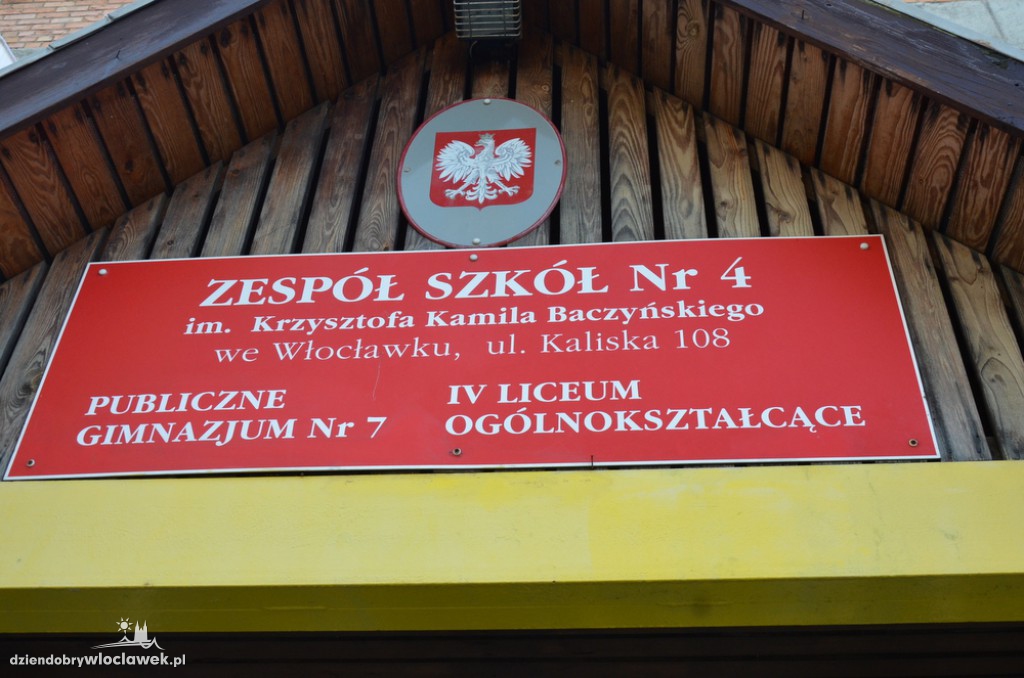 ZESPÓŁ SZKÓŁ Nr 4
im. Krzysztofa Kamila Baczyńskiego
we Włocławku, ul. Kaliska 108
PUBLICZNE
GIMNAZJUM Nr 7
IV LICEUM
OGÓLNOKSZTAŁCĄCE
dziendobrywloclawek.pl